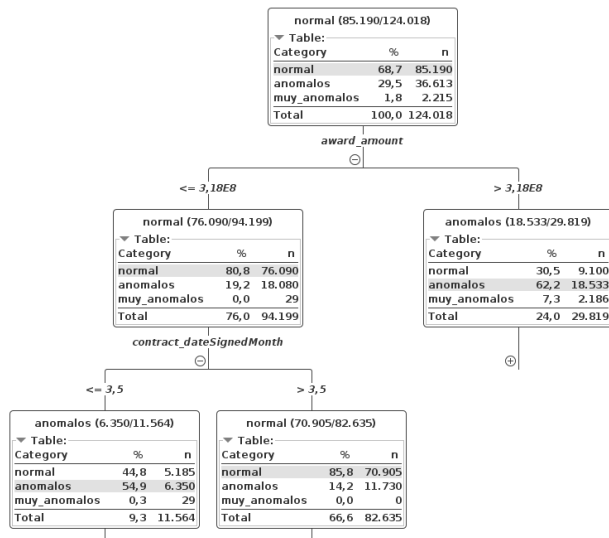 normal (85.190/124.018)
Table:
Category % n
normal 68,7 85.190
anomalos 29,5 36.613
muy_anomalos 1,8 2.215
Total 100,0 124.018
award_amount
<= 3,18E8 > 3,18E8
normal (76.090/94.199)
Table:
Category % n
normal 80,8 76.090
anomalos 19,2 18.080
muy_anomalos 0,0 29
Total 76,0 94.199
anomalos (18.533/29.819)
Table:
Category % n
normal 30,5 9.100
anomalos 62,2 18.533
muy_anomalos 7,3 2.186
Total 24,0 29.819
contract_dateSignedMonth
<= 3,5 > 3,5
anomalos (6.350/11.564)
Table:
Category % n
normal 44,8 5.185
anomalos 54,9 6.350
muy_anomalos 0,3 29
Total 9,3 11.564
normal (70.905/82.635)
Table:
Category % n
normal 85,8 70.905
anomalos 14,2 11.730
muy_anomalos 0,0 0
Total 66,6 82.635